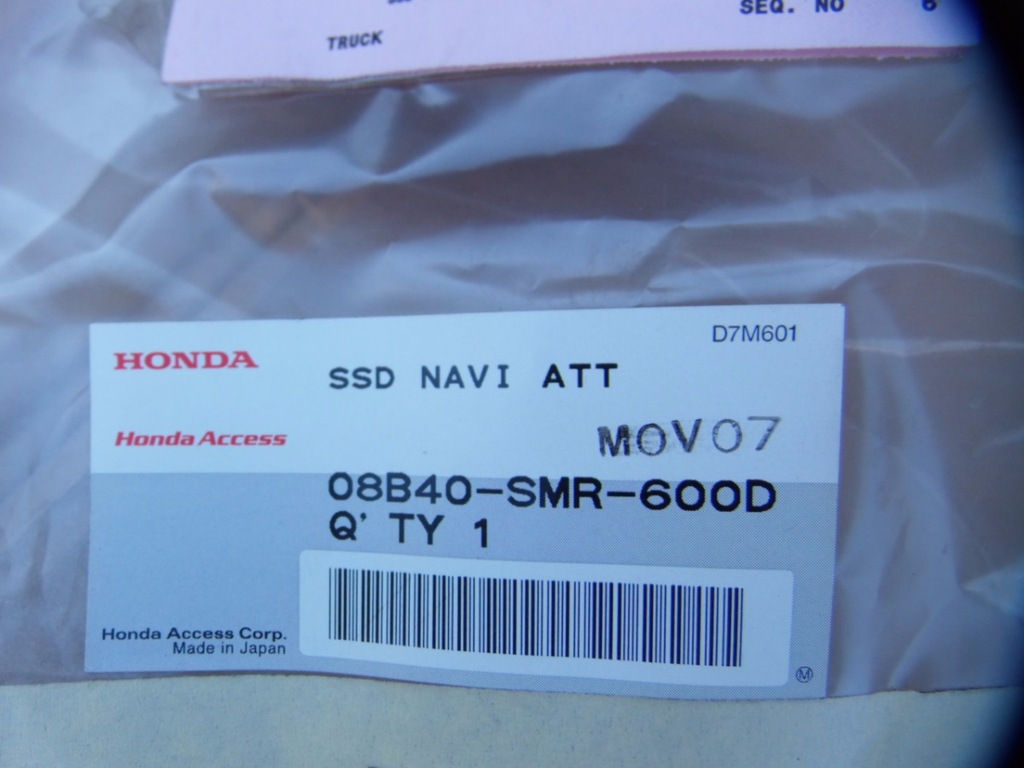 SEQ. NO 6
TRUCK
D7M601
HONDA
SSD NAVI ATT
Honda Access
MOV07
08B40-SMR-600D
Q' TY 1
Honda Access Corp.
Made in Japan
M